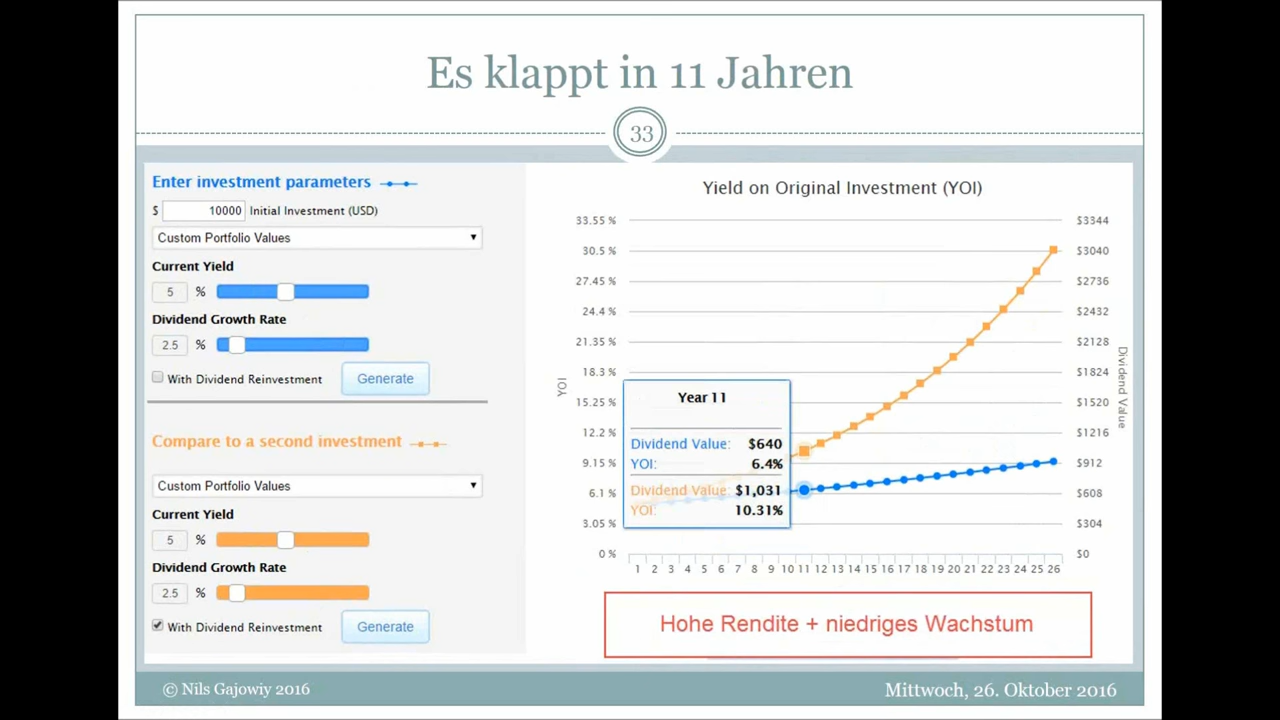 Es klappt in 11 Jahren
33
Enter investment parameters
$ 10000 Initial Investment (USD)
Custom Portfolio Values
Current Yield
5 %
Dividend Growth Rate
2.5 %
With Dividend Reinvestment Generate
Compare to a second investment
Custom Portfolio Values
Current Yield
5 %
Dividend Growth Rate
2.5 %
With Dividend Reinvestment Generate
Yield on Original Investment (YOI)
33.55 % $3344
30.5 % $3040
27.45 % $2736
24.4 % $2432
21.35 % $2128
18.3 % $1824
15.25 % $1520
12.2 % $1216
9.15 % $912
6.1 % $608
3.05 % $304
0 % $0
YOI
Dividend Value
Year 11
Dividend Value: $640
YOI: 6.4%
Dividend Value: $1,031
YOI: 10.31%
1 2 3 4 5 6 7 8 9 10 11 12 13 14 15 16 17 18 19 20 21 22 23 24 25 26
Hohe Rendite + niedriges Wachstum
© Nils Gajowiy 2016
Mittwoch, 26. Oktober 2016